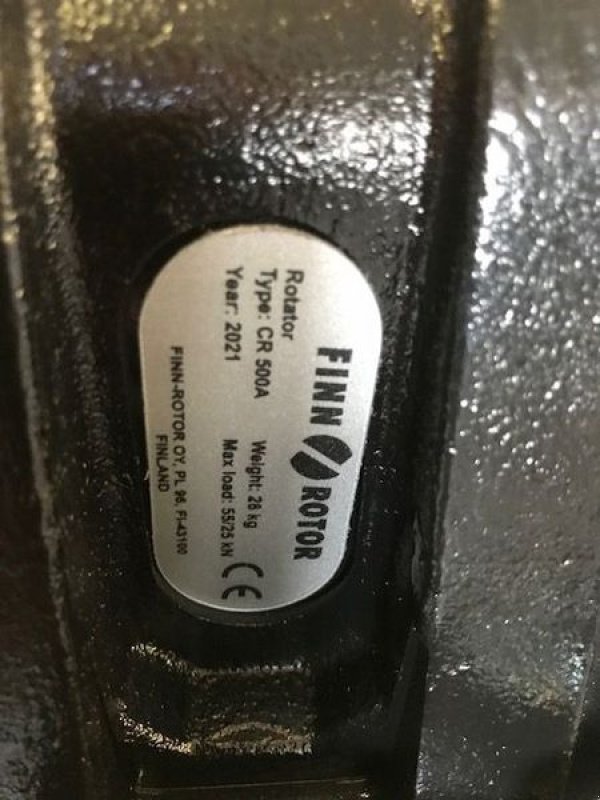 FINN ROTOR
Rotator
Type: CR 500A Weight: 28 kg
Year: 2021 Max load: 55/25 kN
CE
FINN-ROTOR OY, PL 96, FI-43100
FINLAND